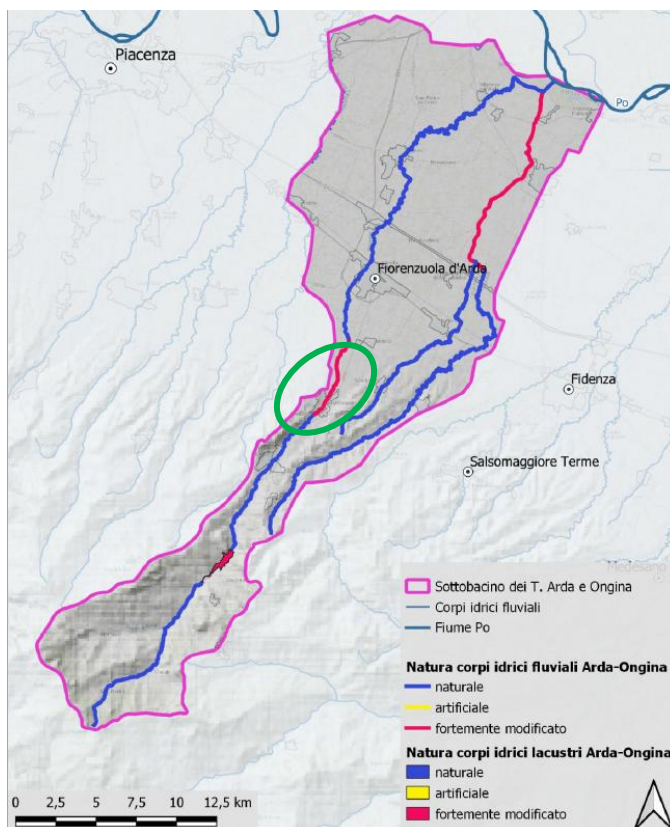 Piacenza
Po
Fiorenzuola d'Arda
Fidenza
Salsomaggiore Terme
Medesano
Sottobacino dei T. Arda e Ongina
Corpi idrici fluviali
Fiume Po
Natura corpi idrici fluviali Arda-Ongina
naturale
artificiale
fortemente modificato
Natura corpi idrici lacustri Arda-Ongina
naturale
artificiale
fortemente modificato
0 2,5 5 7,5 10 12,5 km